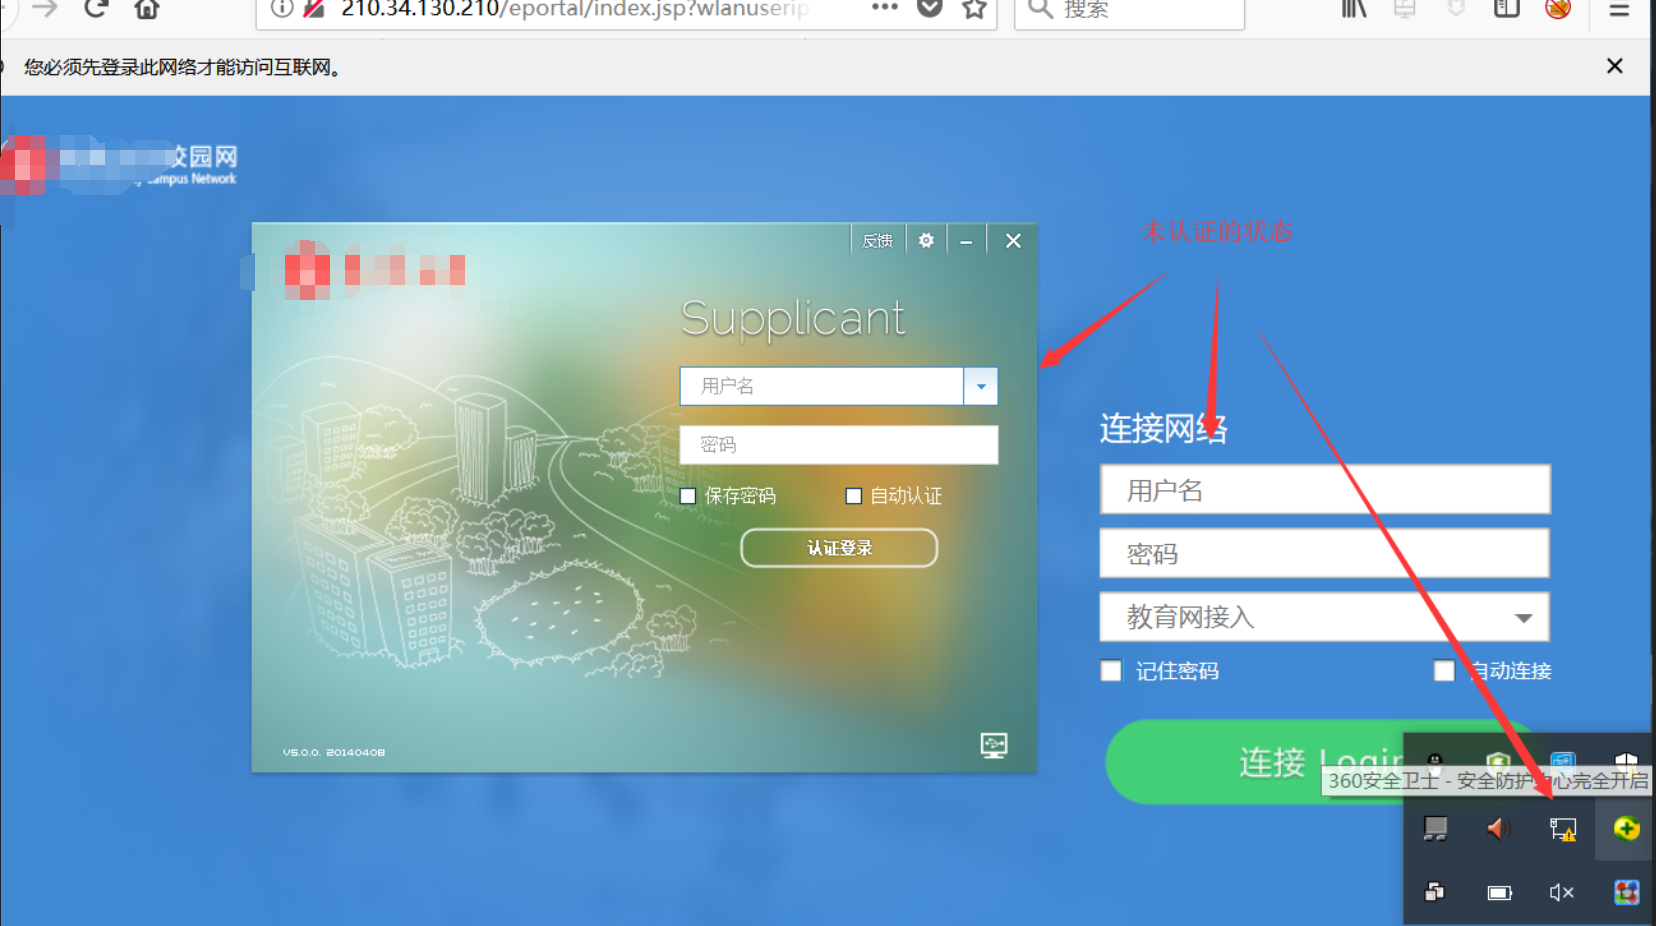 210.34.130.210/eportal/index.jsp?wlanuserip
搜索
您必须先登录此网络才能访问互联网。
校园网
Campus Network
反馈
未认证的状态
Supplicant
用户名
密码
保存密码
自动认证
认证登录
V5.0.0. 20140408
连接网络
用户名
密码
教育网接入
记住密码
自动连接
连接 Login
360安全卫士 - 安全防护中心完全开启